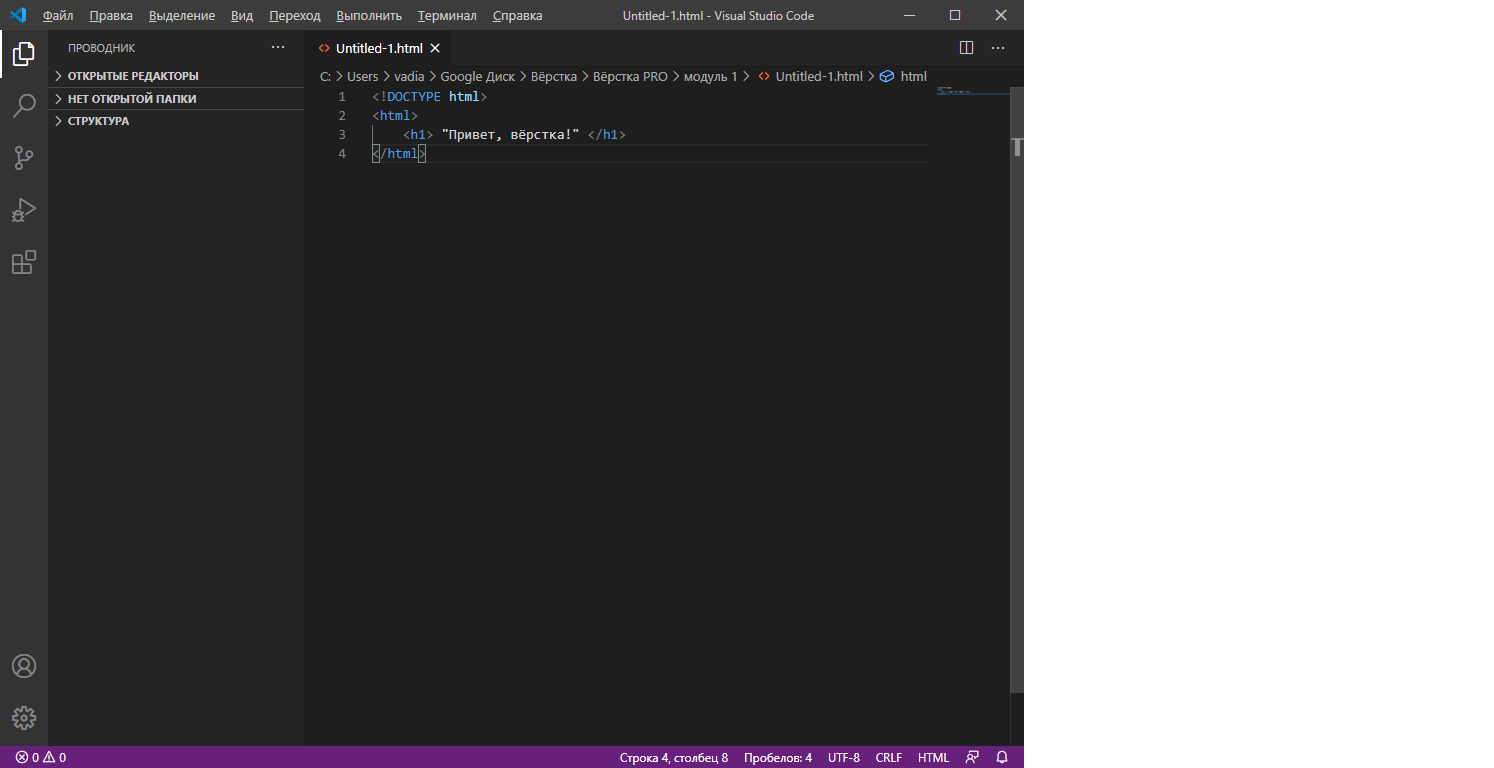 Файл Правка Выделение Вид Переход Выполнить Терминал Справка Untitled-1.html - Visual Studio Code
ПРОВОДНИК
ОТКРЫТЫЕ РЕДАКТОРЫ
НЕТ ОТКРЫТОЙ ПАПКИ
СТРУКТУРА
Untitled-1.html
C: > Users > vadia > Google Диск > Вёрстка > Вёрстка PRO > модуль 1 > Untitled-1.html > html
1 <!DOCTYPE html>
2 <html>
3 <h1> "Привет, вёрстка!" </h1>
4 </html>
0 0 Строка 4, столбец 8 Пробелов: 4 UTF-8 CRLF HTML